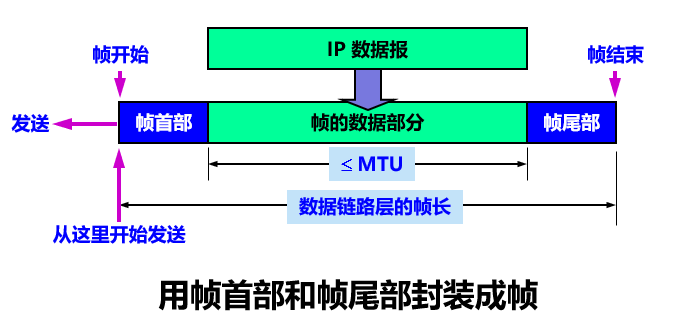 IP 数据报
帧开始
帧结束
发送
帧首部
帧的数据部分
帧尾部
≤ MTU
数据链路层的帧长
从这里开始发送
用帧首部和帧尾部封装成帧